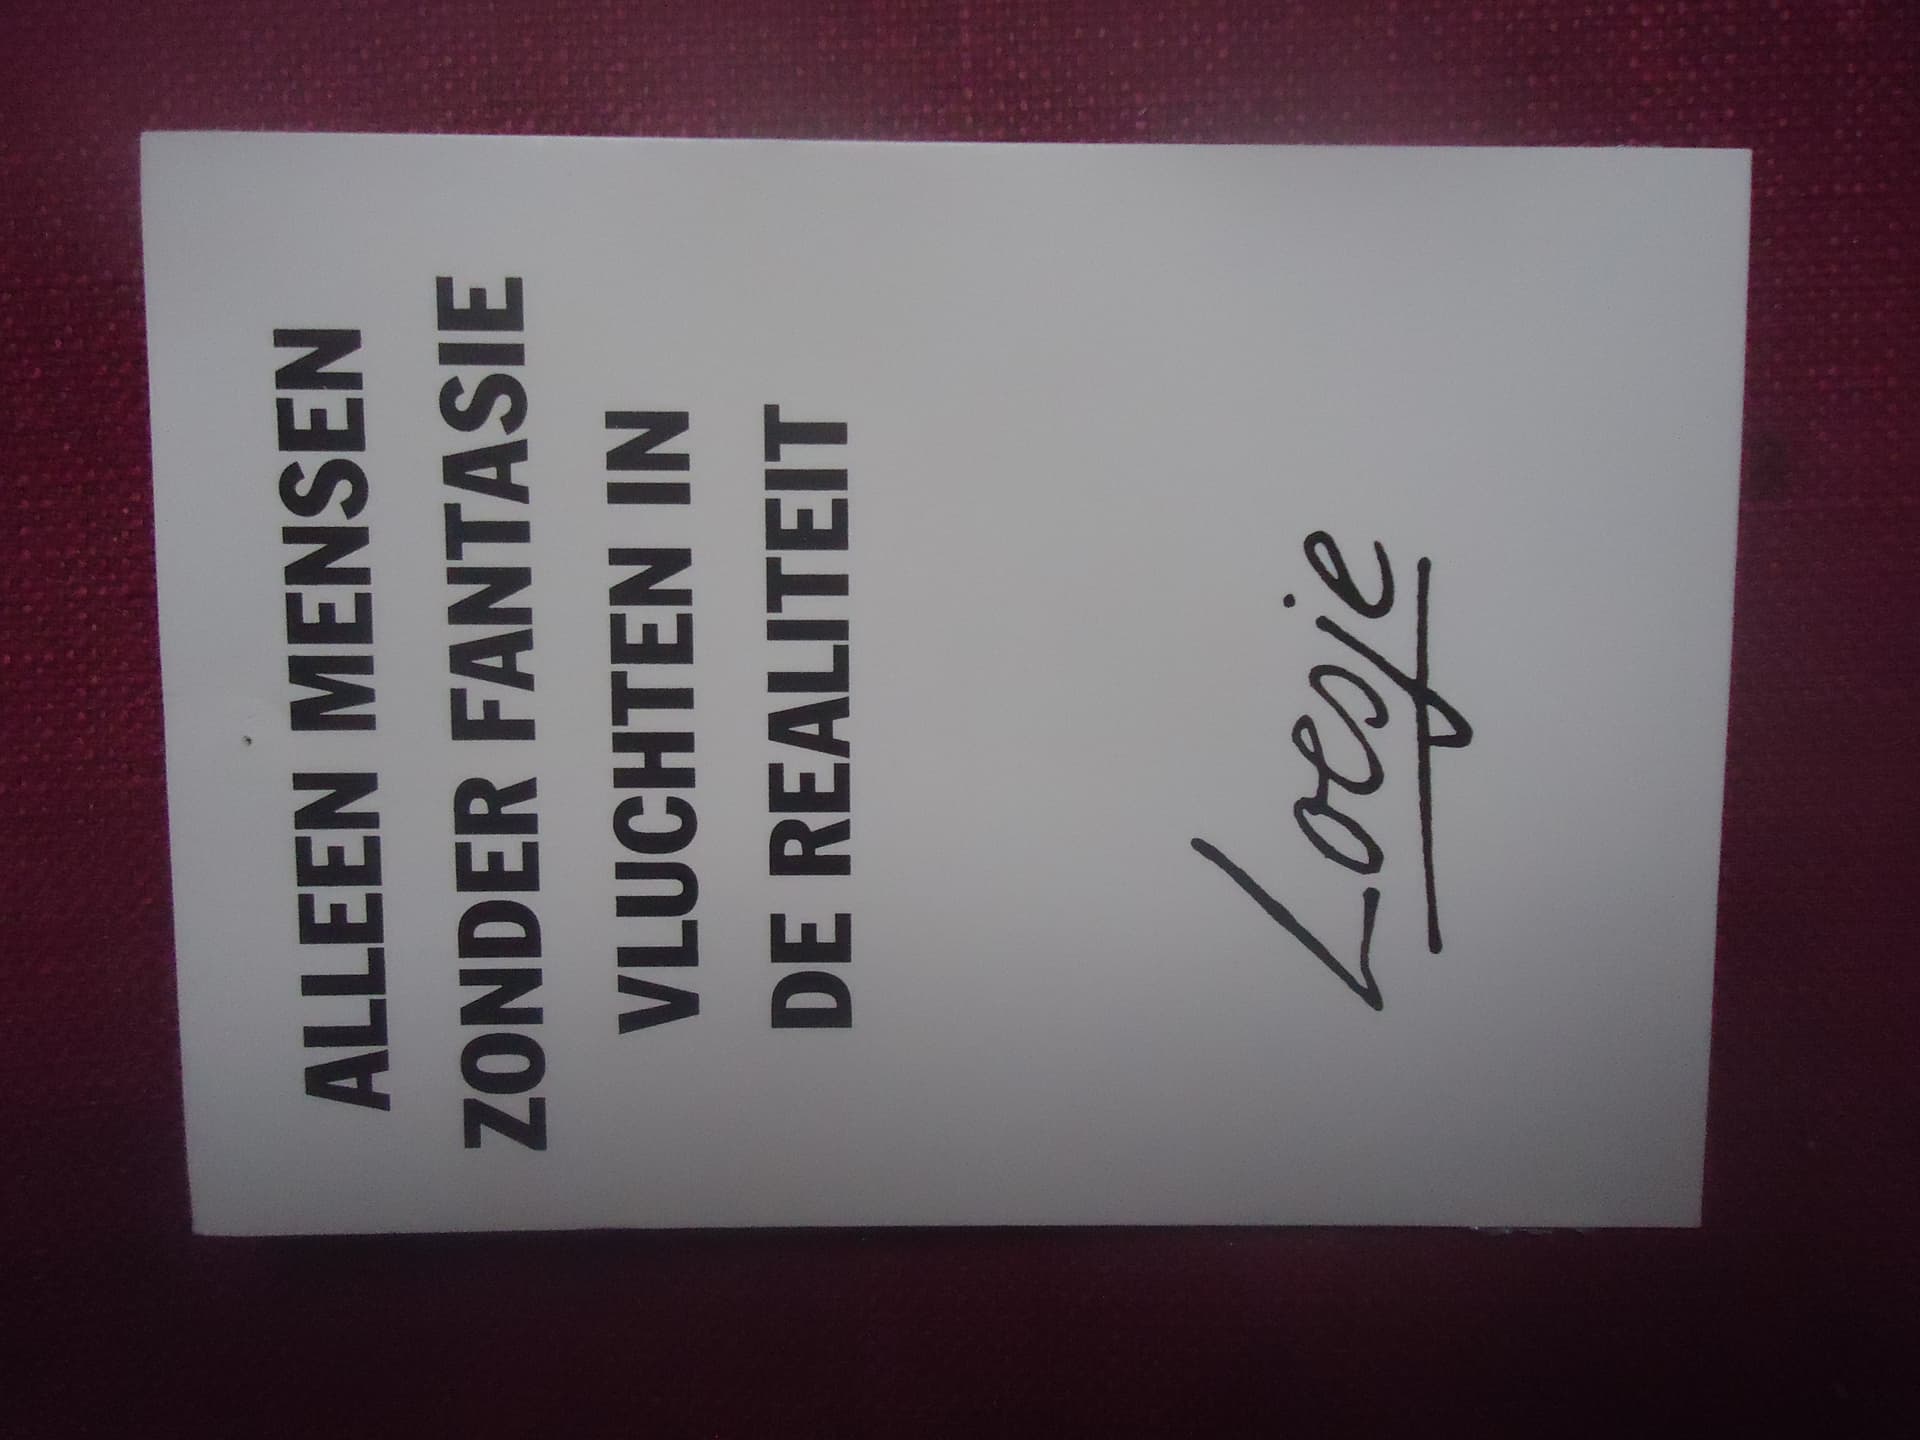 ALLEEN MENSEN
ZONDER FANTASIE
VLUCHTEN IN
DE REALITEIT
Loesje